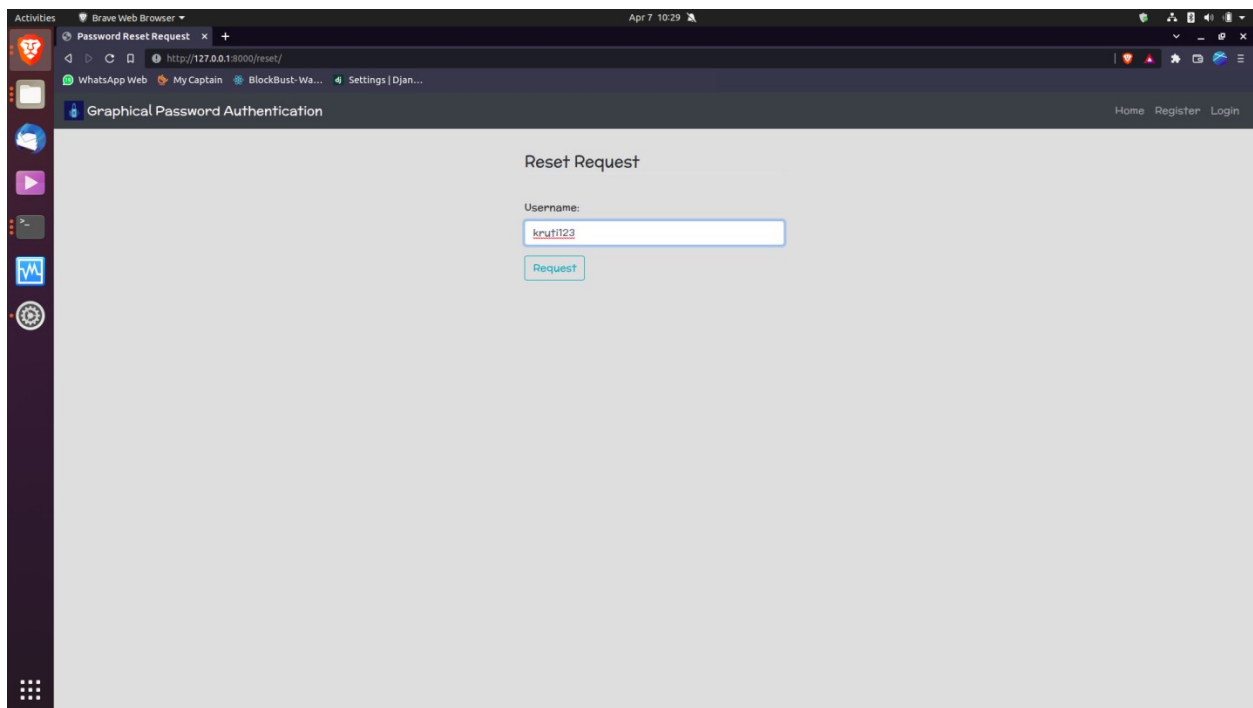 Activities Brave Web Browser Apr 7 10:29
Password Reset Request
http://127.0.0.1:8000/reset/
WhatsApp Web My Captain BlockBust-Wa... Settings | Djan...
Graphical Password Authentication Home Register Login
Reset Request
Username:
kruti123
Request